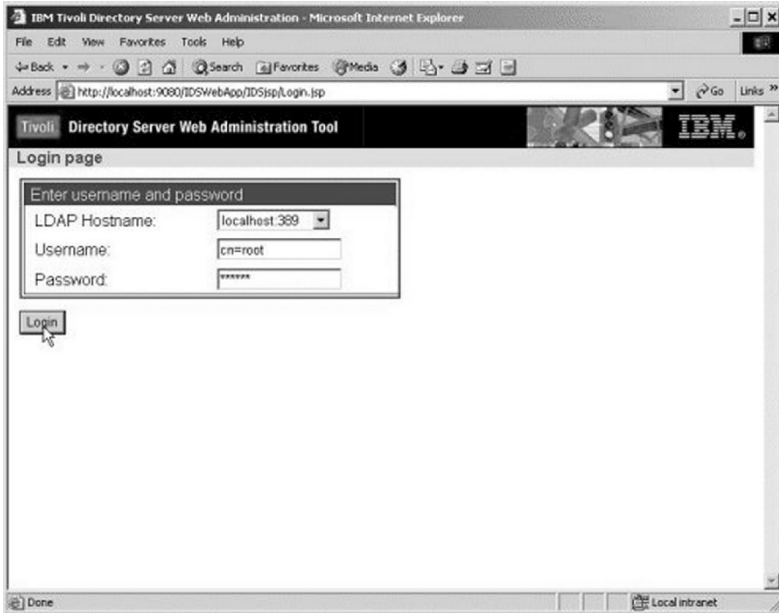 IBM Tivoli Directory Server Web Administration - Microsoft Internet Explorer
File Edit View Favorites Tools Help
Back Search Favorites Media
Address http://localhost:9080/IDSWebApp/IDSjsp/Login.jsp Go Links »
Tivoli Directory Server Web Administration Tool IBM.
Login page
Enter username and password
LDAP Hostname: localhost:389
Username: cn=root
Password: ******
Login
Done Local intranet